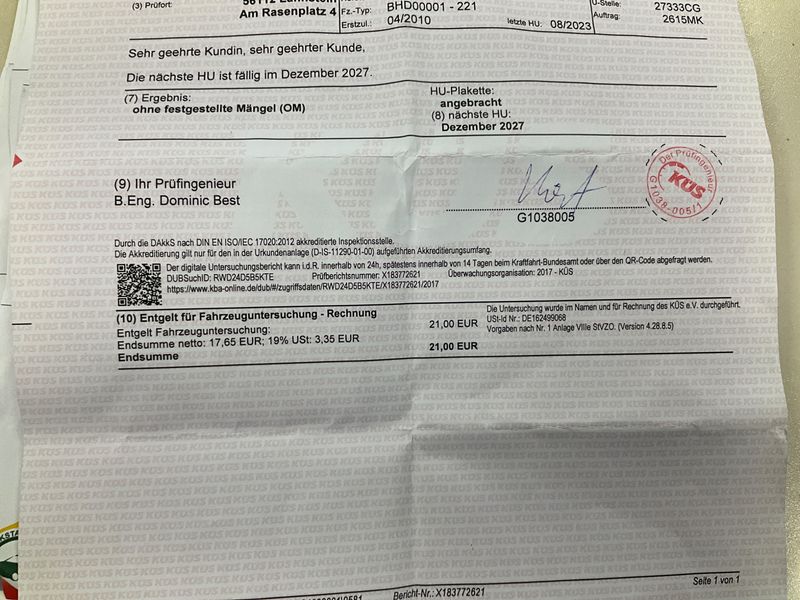 (3) Prüfort:
56112 Lahnstein
Am Rasenplatz 4
Fz.-Typ: BHD00001 - 221
Erstzul.: 04/2010
letzte HU: 08/2023
U-Stelle: 27333CG
Auftrag: 2615MK
Sehr geehrte Kundin, sehr geehrter Kunde,
Die nächste HU ist fällig im Dezember 2027.
(7) Ergebnis:
ohne festgestellte Mängel (OM)
HU-Plakette:
angebracht
(8) nächste HU:
Dezember 2027
(9) Ihr Prüfingenieur
B.Eng. Dominic Best
G1038005
Der Prüfingenieur
KÜS
G 1038-005/1
Durch die DAkkS nach DIN EN ISO/IEC 17020:2012 akkreditierte Inspektionsstelle.
Die Akkreditierung gilt nur für den in der Urkundenanlage (D-IS-11290-01-00) aufgeführten Akkreditierungsumfang.
Der digitale Untersuchungsbericht kann i.d.R. innerhalb von 24h, spätestens innerhalb von 14 Tagen beim Kraftfahrt-Bundesamt oder über den QR-Code abgefragt werden.
DUBSuchID: RWD24D5B5KTE Prüfberichtsnummer: X183772621 Überwachungsorganisation: 2017 - KÜS
https://www.kba-online.de/dub/#/zugriffsdaten/RWD24D5B5KTE/X183772621/2017
(10) Entgelt für Fahrzeuguntersuchung - Rechnung
Entgelt Fahrzeuguntersuchung: 21,00 EUR
Endsumme netto: 17,65 EUR; 19% USt: 3,35 EUR
Endsumme 21,00 EUR
Die Untersuchung wurde im Namen und für Rechnung des KÜS e.V. durchgeführt.
USt-Id Nr.: DE162499068
Vorgaben nach Nr. 1 Anlage VIIIe StVZO. (Version 4.28.8.5)
Bericht-Nr.: X183772621
Seite 1 von 1